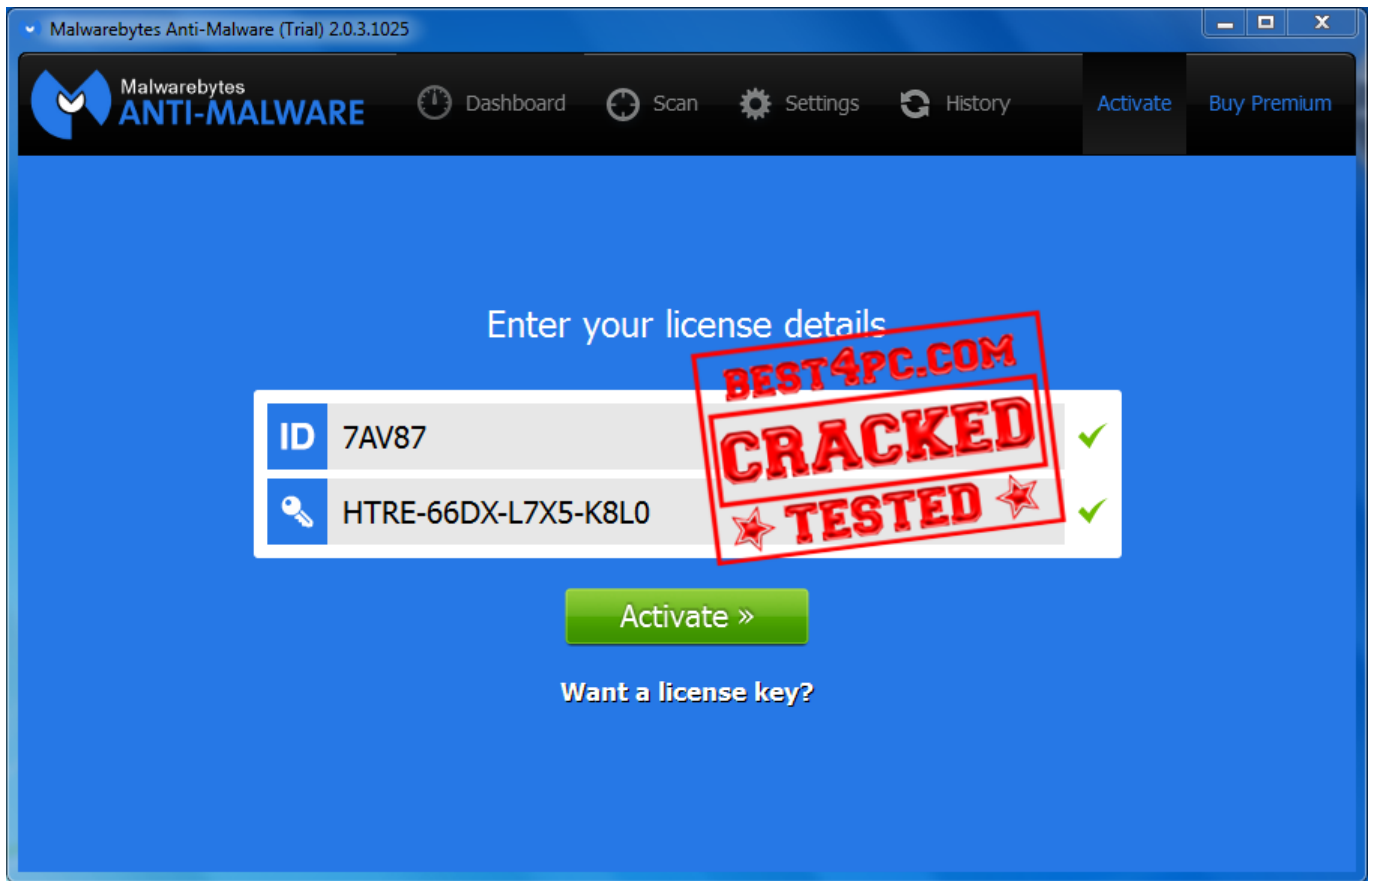 Malwarebytes Anti-Malware (Trial) 2.0.3.1025
Malwarebytes
ANTI-MALWARE
Dashboard
Scan
Settings
History
Activate
Buy Premium
Enter your license details
BEST4PC.COM
CRACKED
TESTED
ID
7AV87
HTRE-66DX-L7X5-K8L0
Activate »
Want a license key?